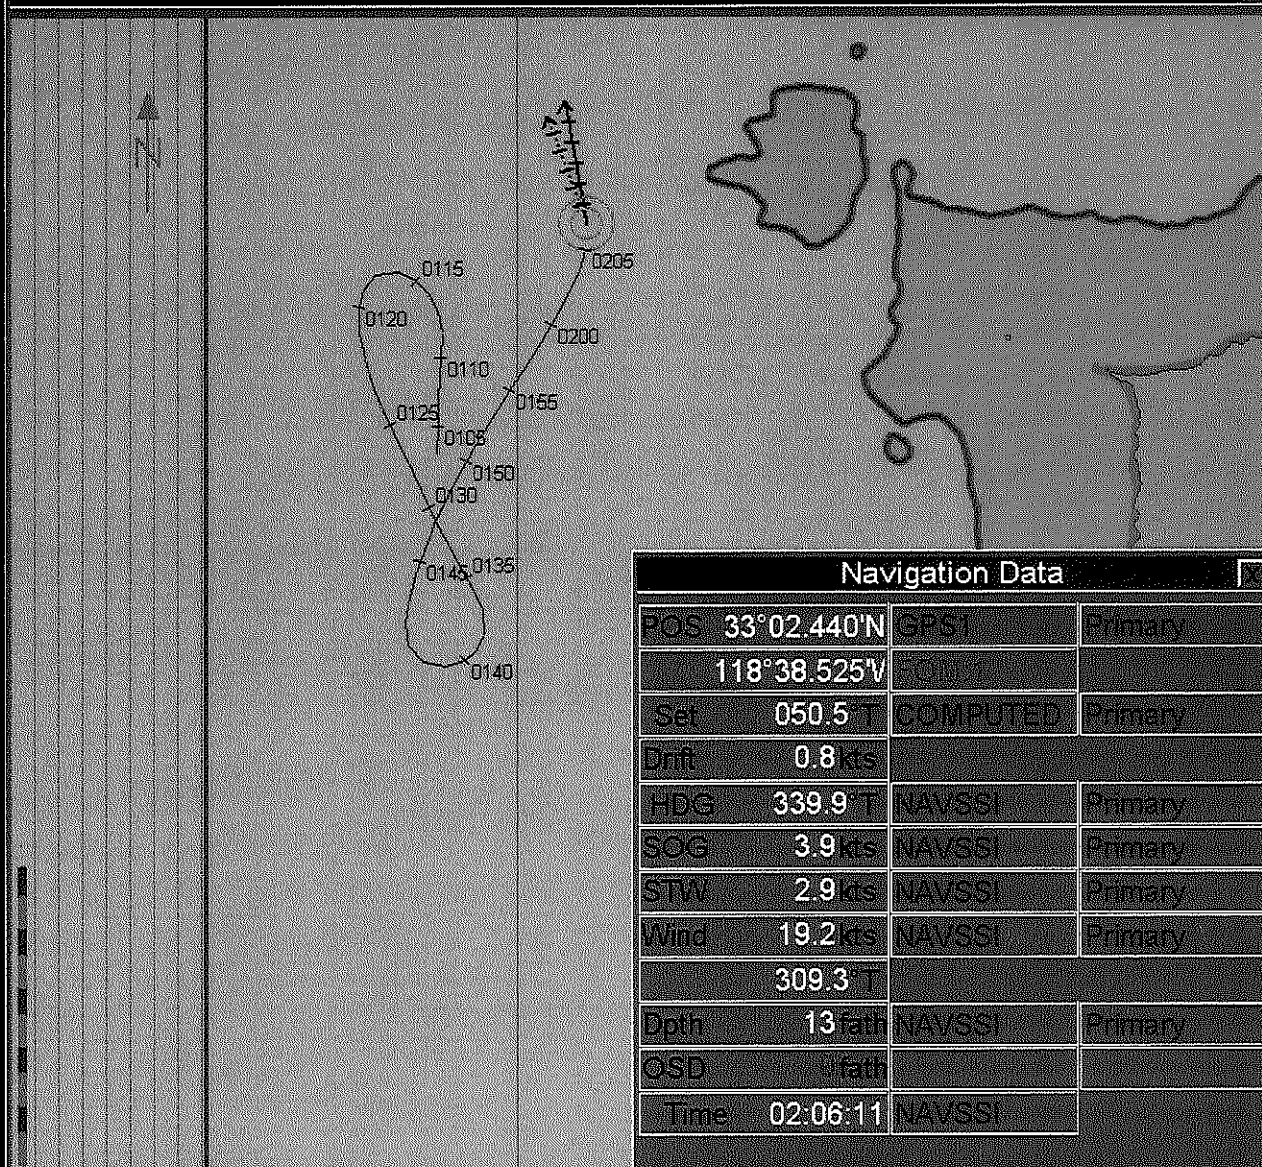 N
0115
0205
0120
0200
0110
0155
0125
0105
0150
0130
0135
0145
0140
Navigation Data X
POS 33°02.440'N GPS1 Primary
118°38.525'W
Set 050.5°T COMPUTED Primary
Drift 0.8 kts
HDG 339.9°T NAVSSI Primary
SOG 3.9 kts NAVSSI Primary
STW 2.9 kts NAVSSI Primary
Wind 19.2 kts NAVSSI Primary
309.3°T
Dpth 13 fath NAVSSI Primary
OSD fath
Time 02:06:11 NAVSSI